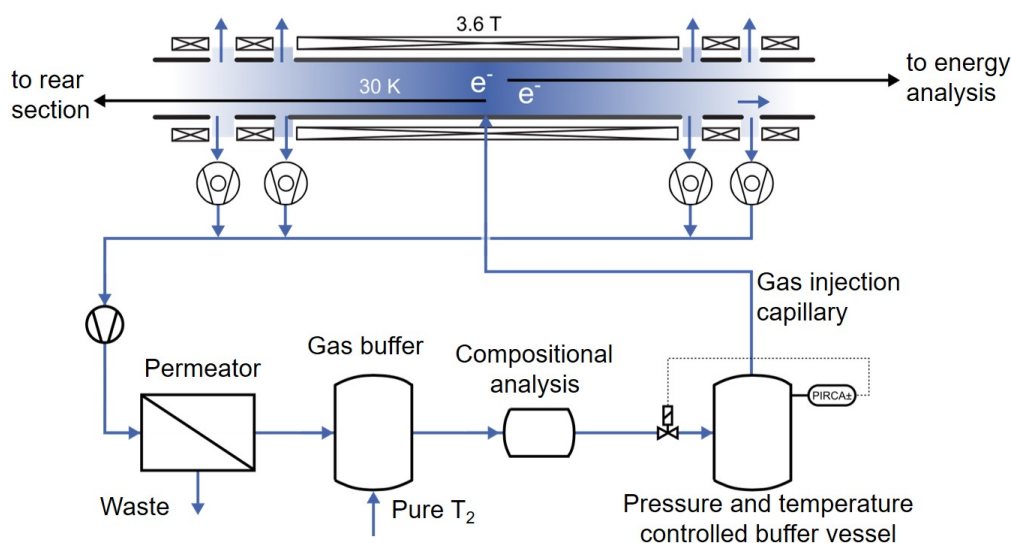 3.6 T
to rear
section
30 K
e⁻
e⁻
to energy
analysis
Gas injection
capillary
Permeator
Gas buffer
Compositional
analysis
PIRCA±
Waste
Pure T₂
Pressure and temperature
controlled buffer vessel